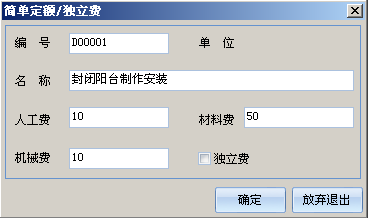 简单定额/独立费
编 号 D00001 单 位
名 称 封闭阳台制作安装
人工费 10 材料费 50
机械费 10 独立费
确定 放弃退出